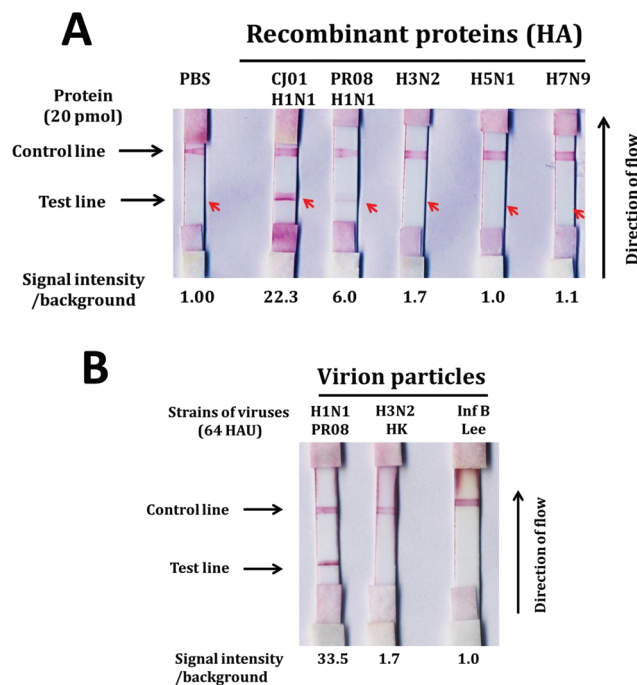 A
Recombinant proteins (HA)
PBS
CJ01
H1N1
PR08
H1N1
H3N2
H5N1
H7N9
Protein
(20 pmol)
Control line
Test line
Direction of flow
Signal intensity
/background
1.00
22.3
6.0
1.7
1.0
1.1
B
Virion particles
Strains of viruses
(64 HAU)
H1N1
PR08
H3N2
HK
Inf B
Lee
Control line
Test line
Direction of flow
Signal intensity
/background
33.5
1.7
1.0